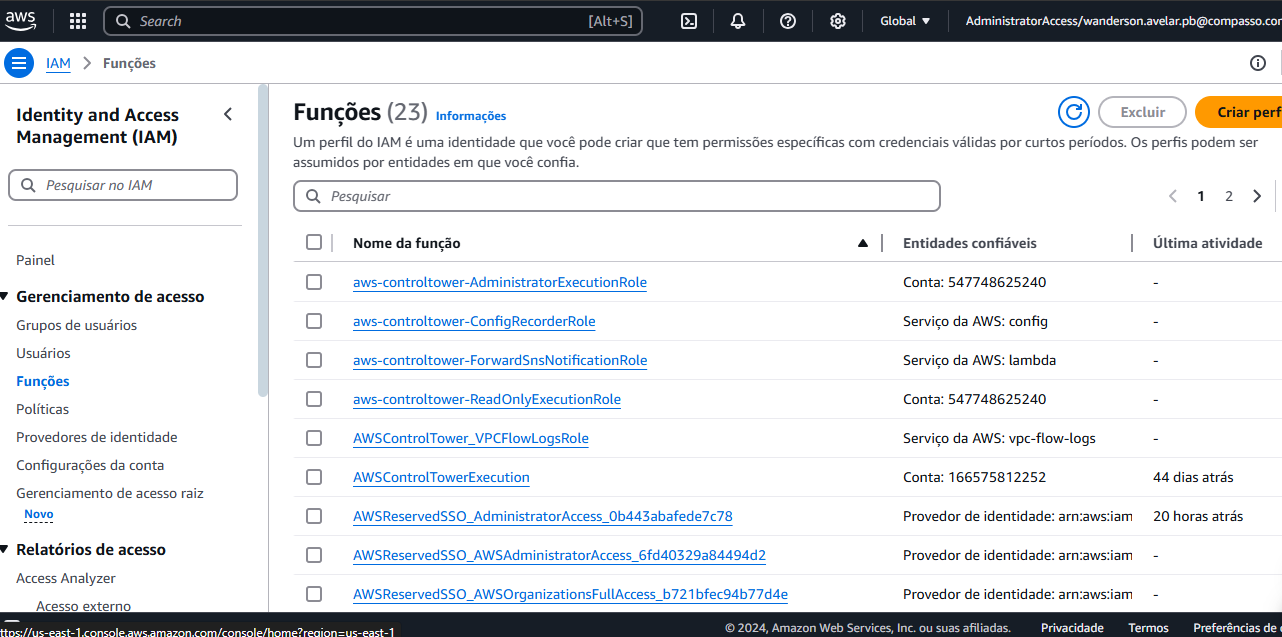 aws
Search [Alt+S]
Global
AdministratorAccess/wanderson.avelar.pb@compasso.com
IAM > Funções
Identity and Access
Management (IAM)
Pesquisar no IAM
Painel
Gerenciamento de acesso
Grupos de usuários
Usuários
Funções
Políticas
Provedores de identidade
Configurações da conta
Gerenciamento de acesso raiz
Novo
Relatórios de acesso
Access Analyzer
Acesso externo
Funções (23) Informações
Excluir
Criar perf
Um perfil do IAM é uma identidade que você pode criar que tem permissões específicas com credenciais válidas por curtos períodos. Os perfis podem ser
assumidos por entidades em que você confia.
Pesquisar
1 2
Nome da função Entidades confiáveis Última atividade
aws-controltower-AdministratorExecutionRole Conta: 547748625240 -
aws-controltower-ConfigRecorderRole Serviço da AWS: config -
aws-controltower-ForwardSnsNotificationRole Serviço da AWS: lambda -
aws-controltower-ReadOnlyExecutionRole Conta: 547748625240 -
AWSControlTower_VPCFlowLogsRole Serviço da AWS: vpc-flow-logs -
AWSControlTowerExecution Conta: 166575812252 44 dias atrás
AWSReservedSSO_AdministratorAccess_0b443abafede7c78 Provedor de identidade: arn:aws:iam 20 horas atrás
AWSReservedSSO_AWSAdministratorAccess_6fd40329a84494d2 Provedor de identidade: arn:aws:iam -
AWSReservedSSO_AWSOrganizationsFullAccess_b721bfec94b77d4e Provedor de identidade: arn:aws:iam -
ttps://us-east-1.console.aws.amazon.com/console/home?region=us-east-1
© 2024, Amazon Web Services, Inc. ou suas afiliadas. Privacidade Termos Preferências de